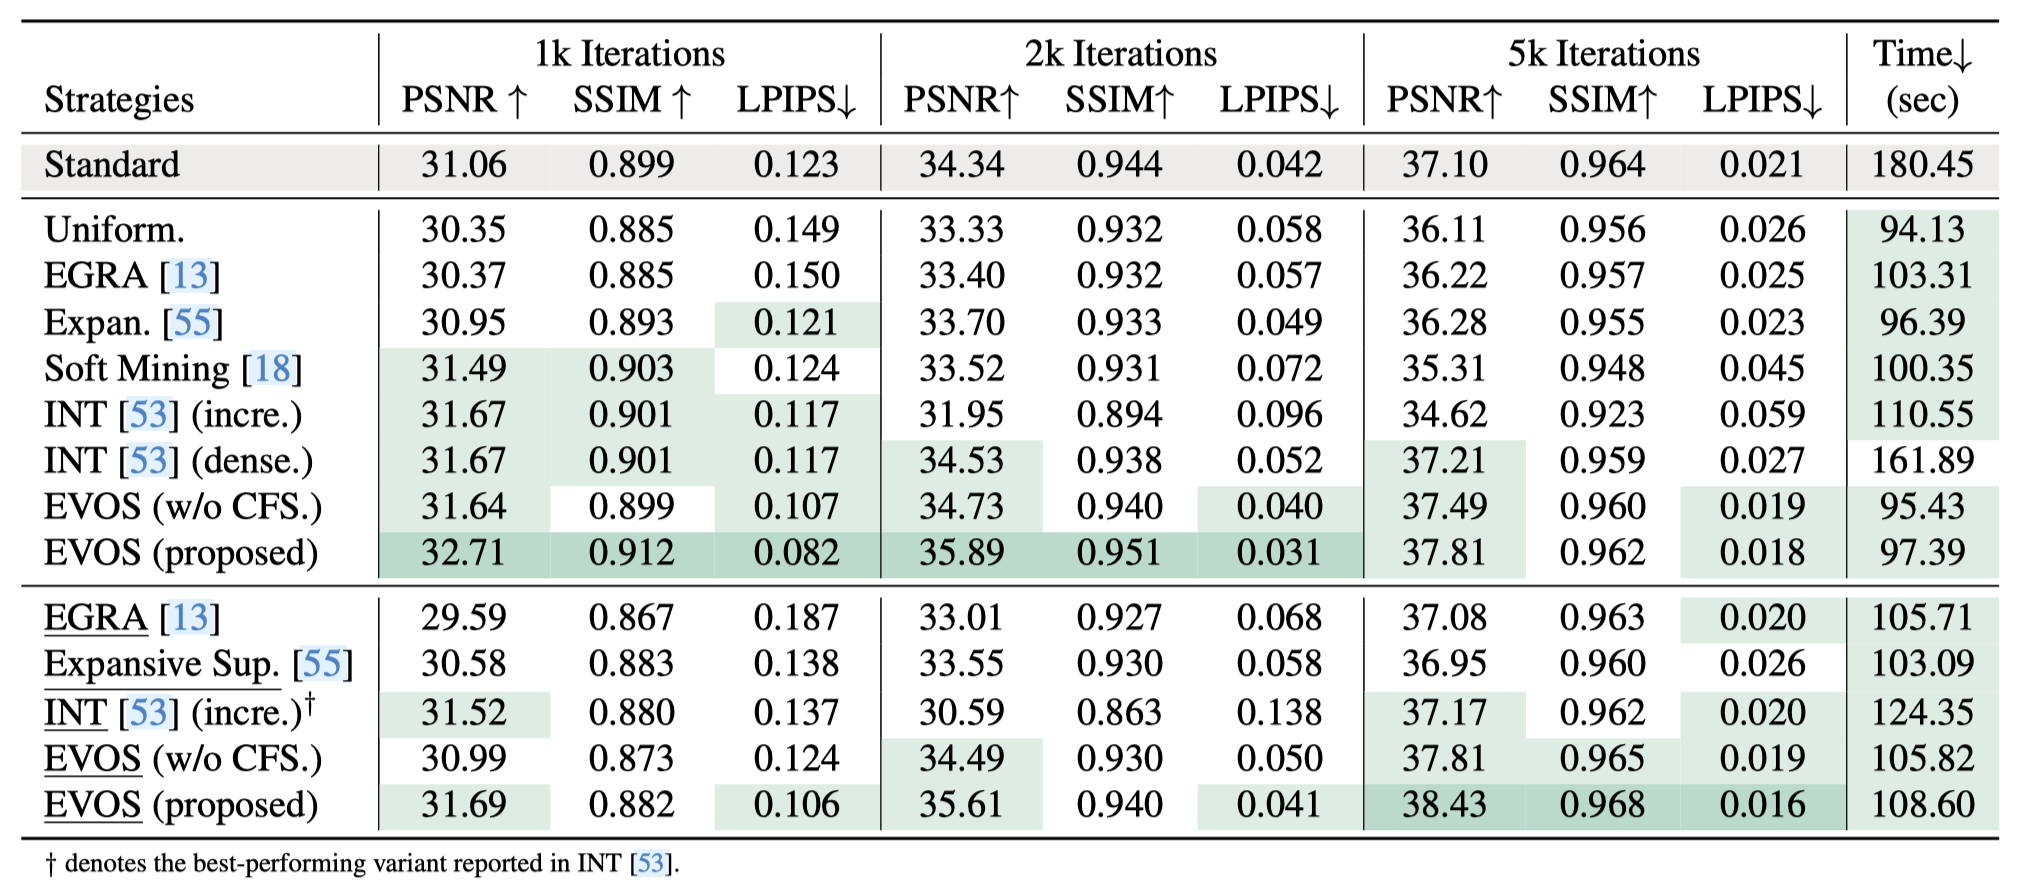 1k Iterations 2k Iterations 5k Iterations Time↓
Strategies PSNR ↑ SSIM ↑ LPIPS↓ PSNR↑ SSIM↑ LPIPS↓ PSNR↑ SSIM↑ LPIPS↓ (sec)
Standard 31.06 0.899 0.123 34.34 0.944 0.042 37.10 0.964 0.021 180.45
Uniform. 30.35 0.885 0.149 33.33 0.932 0.058 36.11 0.956 0.026 94.13
EGRA [13] 30.37 0.885 0.150 33.40 0.932 0.057 36.22 0.957 0.025 103.31
Expan. [55] 30.95 0.893 0.121 33.70 0.933 0.049 36.28 0.955 0.023 96.39
Soft Mining [18] 31.49 0.903 0.124 33.52 0.931 0.072 35.31 0.948 0.045 100.35
INT [53] (incre.) 31.67 0.901 0.117 31.95 0.894 0.096 34.62 0.923 0.059 110.55
INT [53] (dense.) 31.67 0.901 0.117 34.53 0.938 0.052 37.21 0.959 0.027 161.89
EVOS (w/o CFS.) 31.64 0.899 0.107 34.73 0.940 0.040 37.49 0.960 0.019 95.43
EVOS (proposed) 32.71 0.912 0.082 35.89 0.951 0.031 37.81 0.962 0.018 97.39
EGRA [13] 29.59 0.867 0.187 33.01 0.927 0.068 37.08 0.963 0.020 105.71
Expansive Sup. [55] 30.58 0.883 0.138 33.55 0.930 0.058 36.95 0.960 0.026 103.09
INT [53] (incre.)† 31.52 0.880 0.137 30.59 0.863 0.138 37.17 0.962 0.020 124.35
EVOS (w/o CFS.) 30.99 0.873 0.124 34.49 0.930 0.050 37.81 0.965 0.019 105.82
EVOS (proposed) 31.69 0.882 0.106 35.61 0.940 0.041 38.43 0.968 0.016 108.60
† denotes the best-performing variant reported in INT [53].